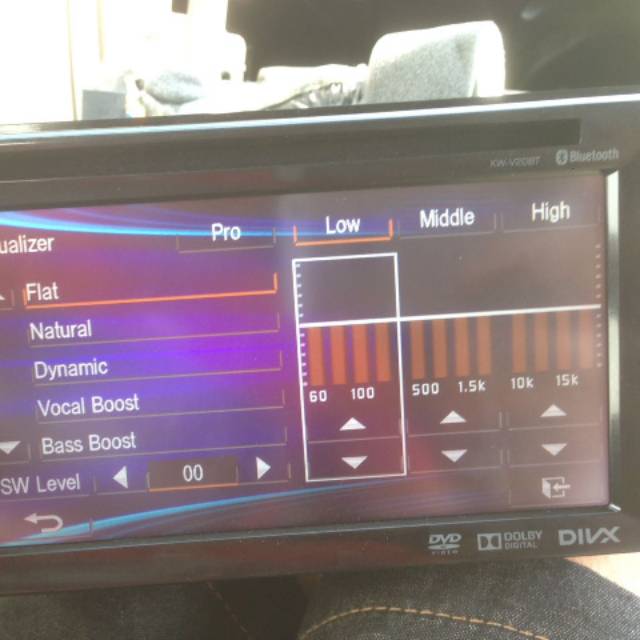 KW-V20BT Bluetooth
ualizer Pro Low Middle High
Flat
Natural
Dynamic
60 100 500 1.5k 10k 15k
Vocal Boost
Bass Boost
SW Level 00
DVD VIDEO DOLBY DIGITAL DIVX